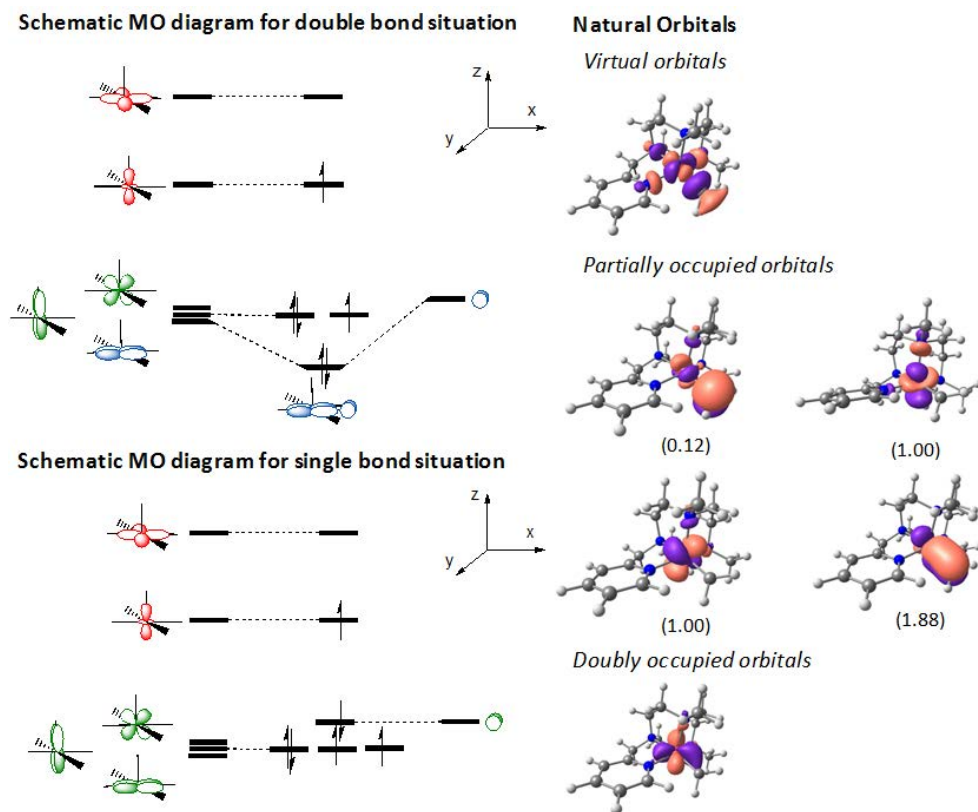 Schematic MO diagram for double bond situation
z
x
y
Natural Orbitals
Virtual orbitals
Partially occupied orbitals
(0.12)
(1.00)
Schematic MO diagram for single bond situation
z
x
y
(1.00)
(1.88)
Doubly occupied orbitals